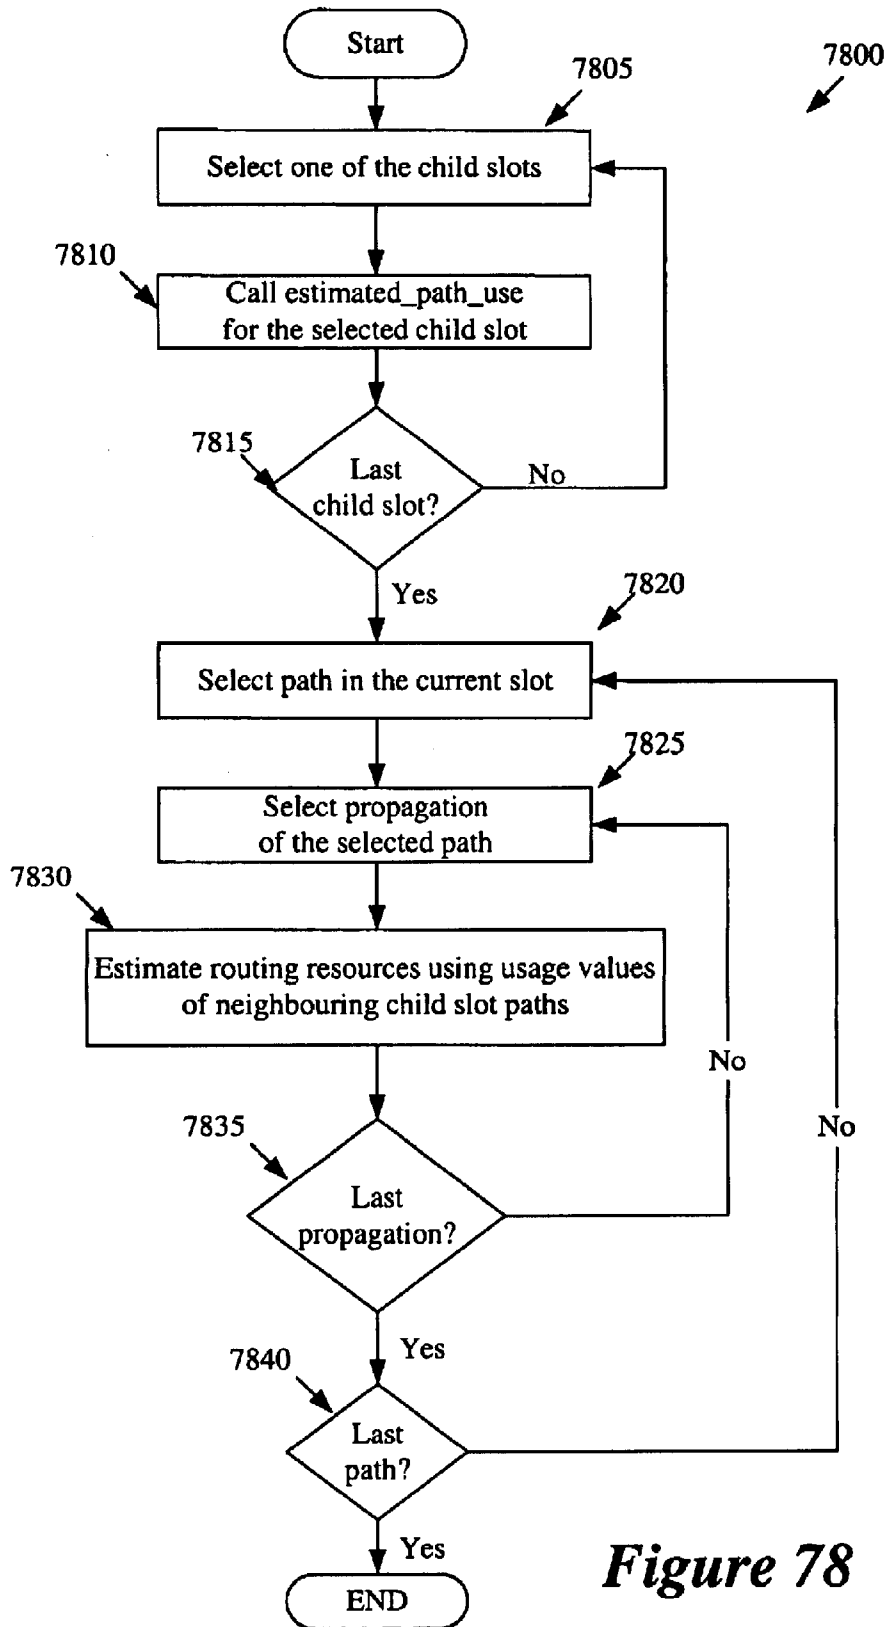 Start
7800
7805
Select one of the child slots
7810
Call estimated_path_use
for the selected child slot
7815
Last
child slot?
No
Yes
7820
Select path in the current slot
7825
Select propagation
of the selected path
7830
Estimate routing resources using usage values
of neighbouring child slot paths
No
No
7835
Last
propagation?
Yes
7840
Last
path?
Yes
END
Figure 78